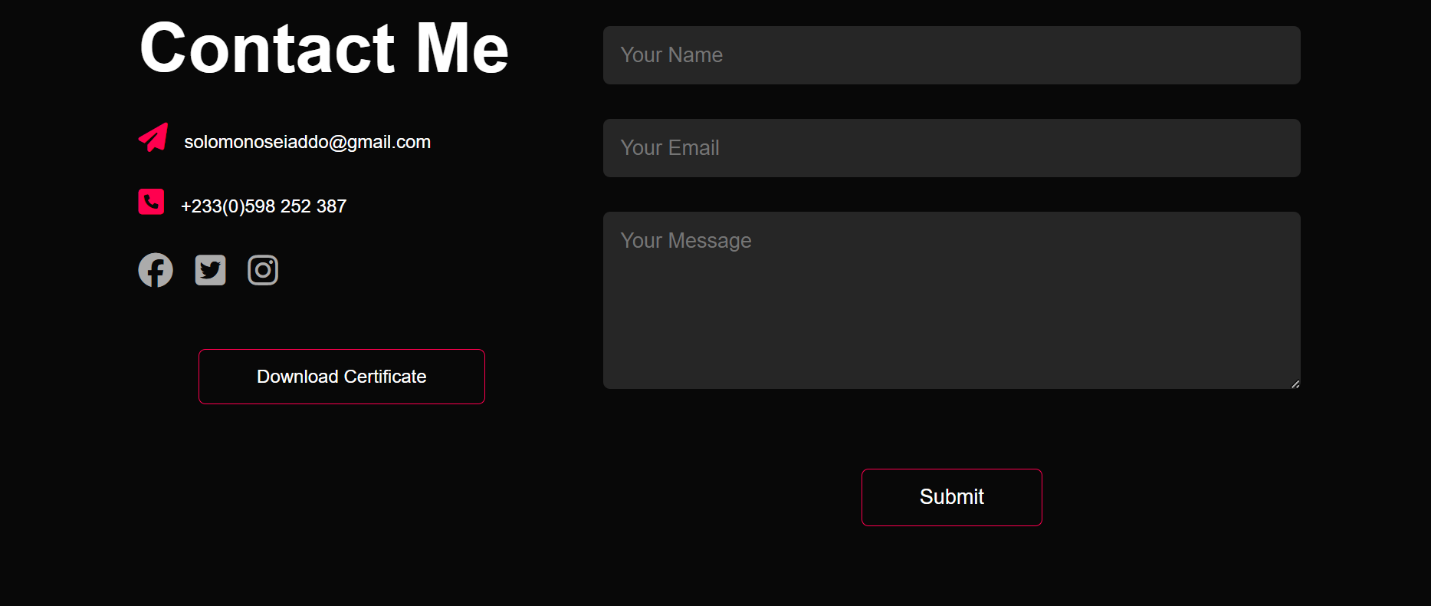 Contact Me
solomonoseiaddo@gmail.com
+233(0)598 252 387
Download Certificate
Your Name
Your Email
Your Message
Submit